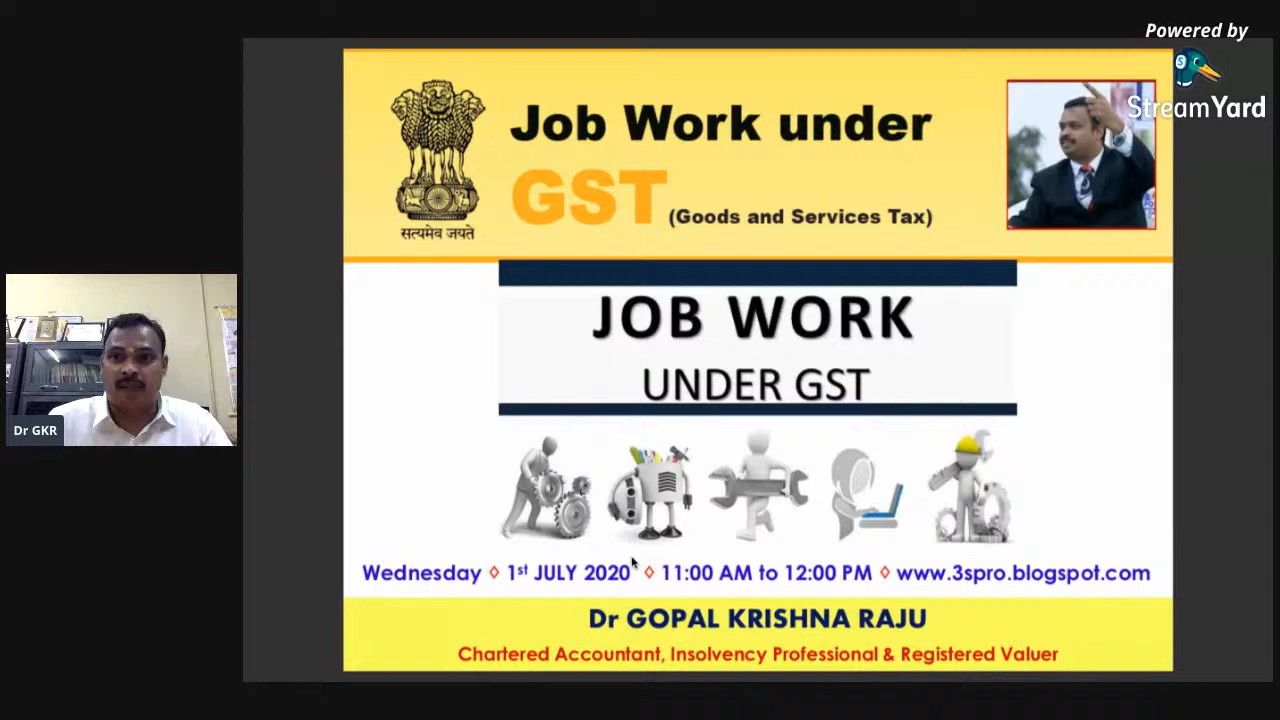 Powered by
StreamYard
Job Work under
GST (Goods and Services Tax)
सत्यमेव जयते
JOB WORK
UNDER GST
Dr GKR
Wednesday ◊ 1st JULY 2020 ◊ 11:00 AM to 12:00 PM ◊ www.3spro.blogspot.com
Dr GOPAL KRISHNA RAJU
Chartered Accountant, Insolvency Professional & Registered Valuer